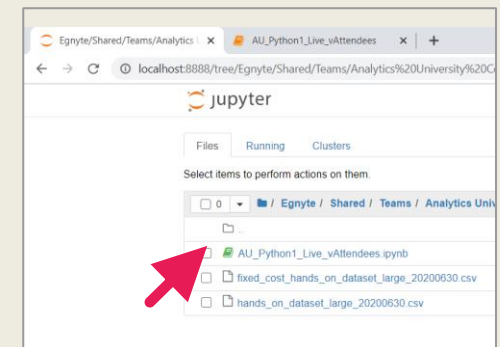 Egnyte/Shared/Teams/Analytics
AU_Python1_Live_vAttendees
localhost:8888/tree/Egnyte/Shared/Teams/Analytics%20University%20C
jupyter
Files Running Clusters
Select items to perform actions on them.
0 / Egnyte / Shared / Teams / Analytics Univ
..
AU_Python1_Live_vAttendees.ipynb
fixed_cost_hands_on_dataset_large_20200630.csv
hands_on_dataset_large_20200630.csv